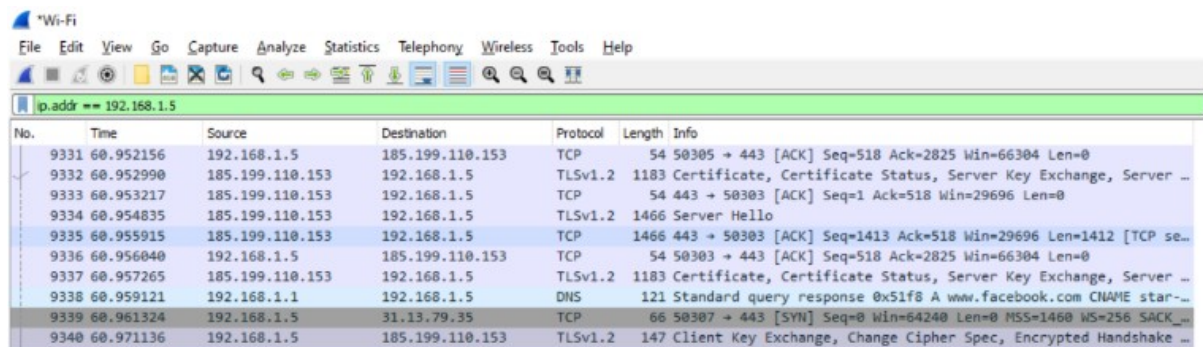 *Wi-Fi
File Edit View Go Capture Analyze Statistics Telephony Wireless Tools Help
ip.addr == 192.168.1.5
No. Time Source Destination Protocol Length Info
9331 60.952156 192.168.1.5 185.199.110.153 TCP 54 50305 → 443 [ACK] Seq=518 Ack=2825 Win=66304 Len=0
9332 60.952990 185.199.110.153 192.168.1.5 TLSv1.2 1183 Certificate, Certificate Status, Server Key Exchange, Server …
9333 60.953217 185.199.110.153 192.168.1.5 TCP 54 443 → 50303 [ACK] Seq=1 Ack=518 Win=29696 Len=0
9334 60.954835 185.199.110.153 192.168.1.5 TLSv1.2 1466 Server Hello
9335 60.955915 185.199.110.153 192.168.1.5 TCP 1466 443 → 50303 [ACK] Seq=1413 Ack=518 Win=29696 Len=1412 [TCP se…
9336 60.956040 192.168.1.5 185.199.110.153 TCP 54 50303 → 443 [ACK] Seq=518 Ack=2825 Win=66304 Len=0
9337 60.957265 185.199.110.153 192.168.1.5 TLSv1.2 1183 Certificate, Certificate Status, Server Key Exchange, Server …
9338 60.959121 192.168.1.1 192.168.1.5 DNS 121 Standard query response 0x51f8 A www.facebook.com CNAME star-…
9339 60.961324 192.168.1.5 31.13.79.35 TCP 66 50307 → 443 [SYN] Seq=0 Win=64240 Len=0 MSS=1460 WS=256 SACK_…
9340 60.971136 192.168.1.5 185.199.110.153 TLSv1.2 147 Client Key Exchange, Change Cipher Spec, Encrypted Handshake …